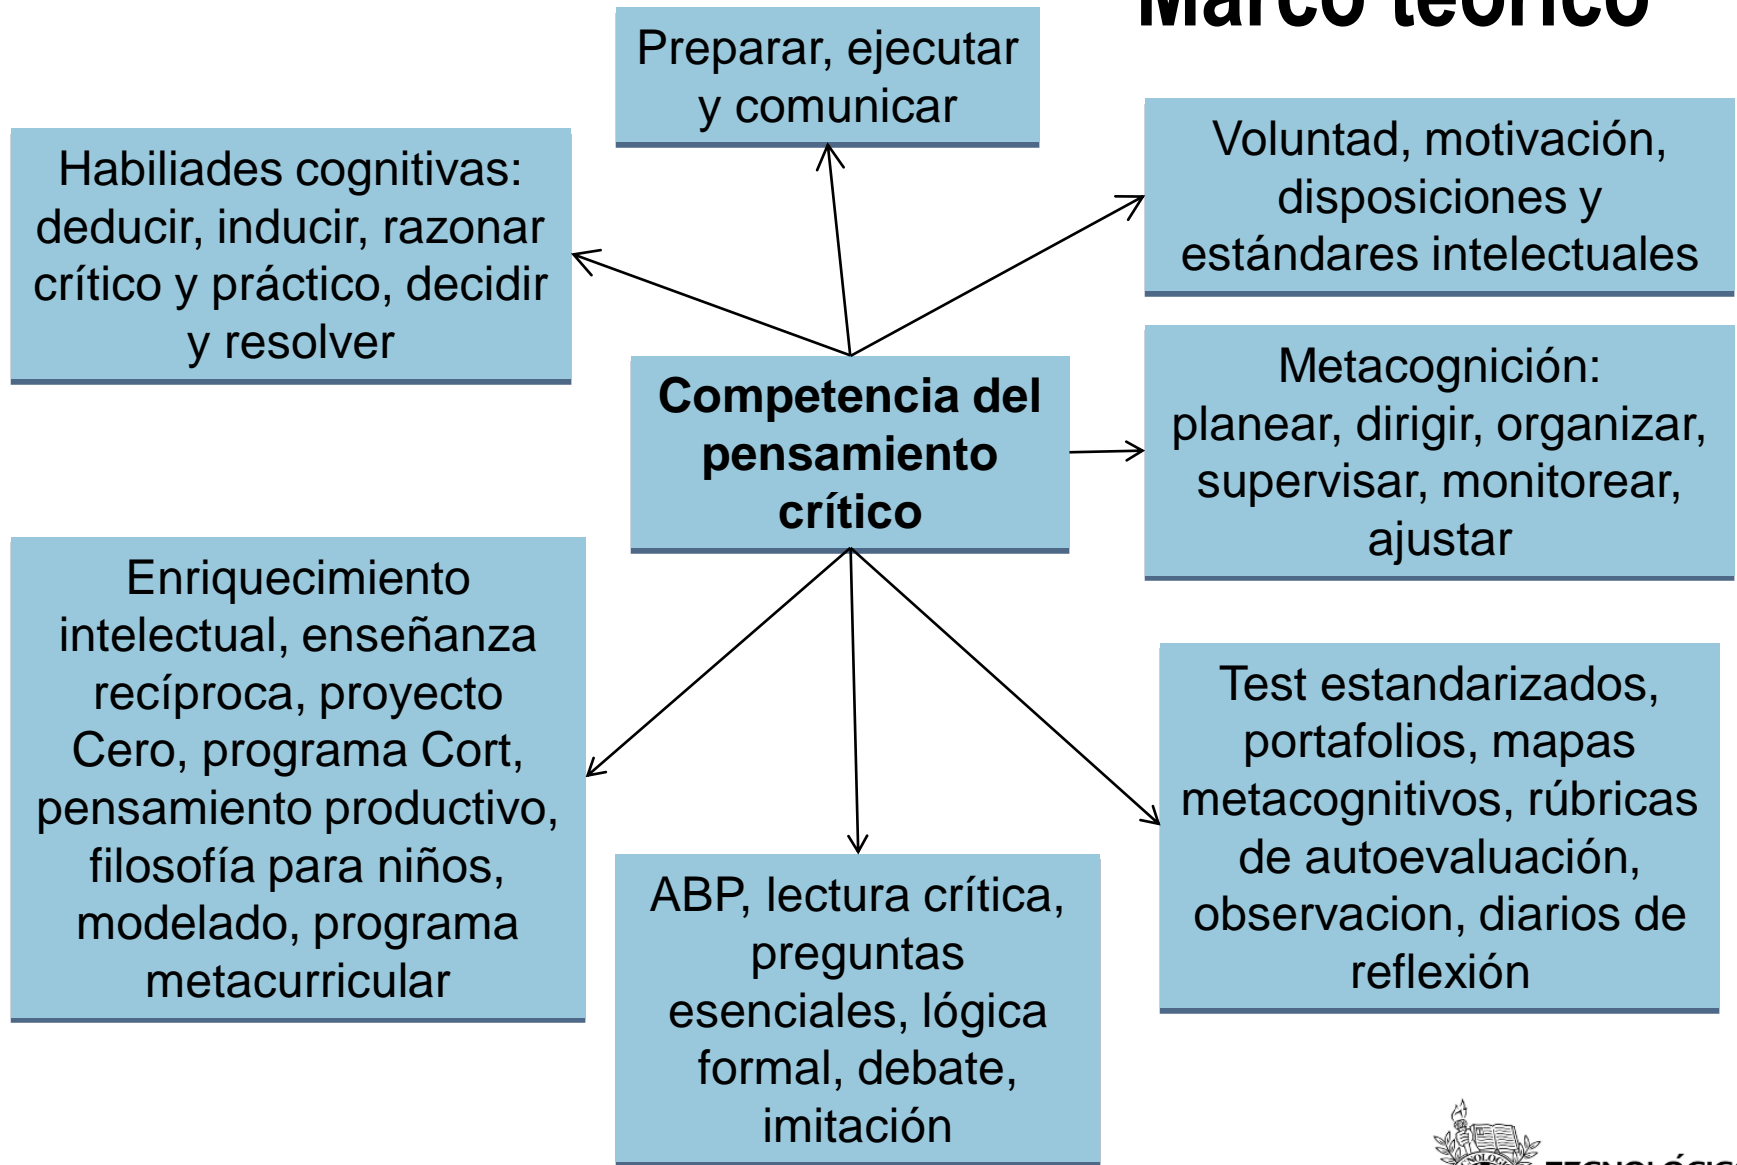 Marco teórico
Preparar, ejecutar
y comunicar
Habiliades cognitivas:
deducir, inducir, razonar
crítico y práctico, decidir
y resolver
Voluntad, motivación,
disposiciones y
estándares intelectuales
Competencia del
pensamiento
crítico
Metacognición:
planear, dirigir, organizar,
supervisar, monitorear,
ajustar
Enriquecimiento
intelectual, enseñanza
recíproca, proyecto
Cero, programa Cort,
pensamiento productivo,
filosofía para niños,
modelado, programa
metacurricular
ABP, lectura crítica,
preguntas
esenciales, lógica
formal, debate,
imitación
Test estandarizados,
portafolios, mapas
metacognitivos, rúbricas
de autoevaluación,
observacion, diarios de
reflexión